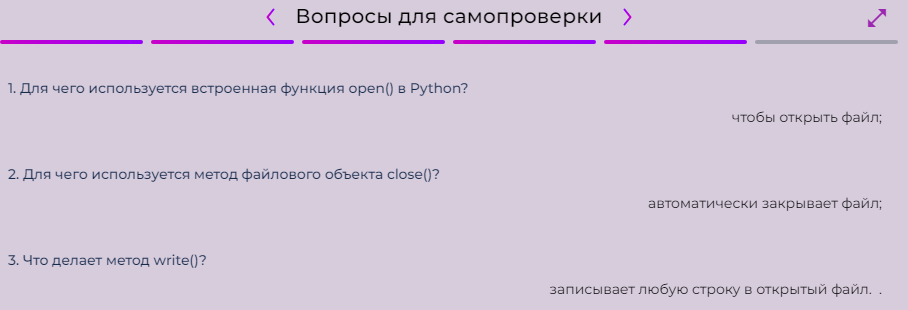 Вопросы для самопроверки
1. Для чего используется встроенная функция open() в Python?
чтобы открыть файл;
2. Для чего используется метод файлового объекта close()?
автоматически закрывает файл;
3. Что делает метод write()?
записывает любую строку в открытый файл. .